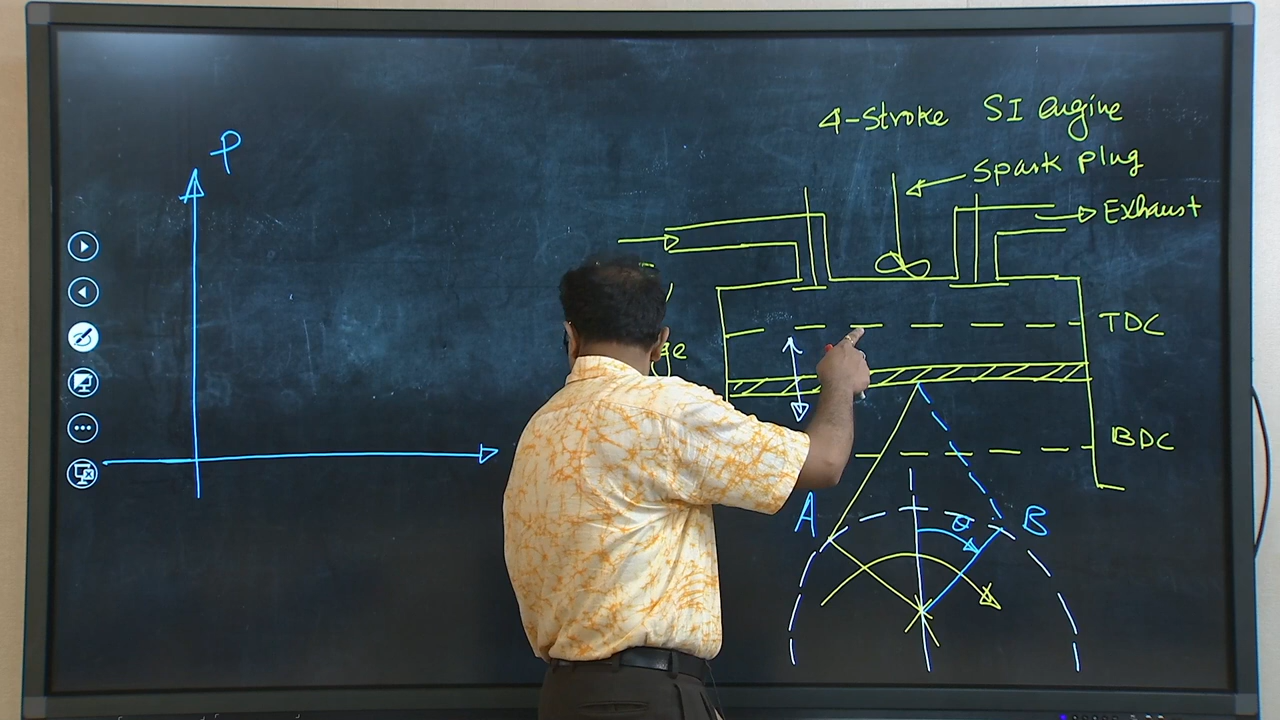 P
4-Stroke SI engine
Spark plug
Exhaust
TDC
BDC
A
θ
B